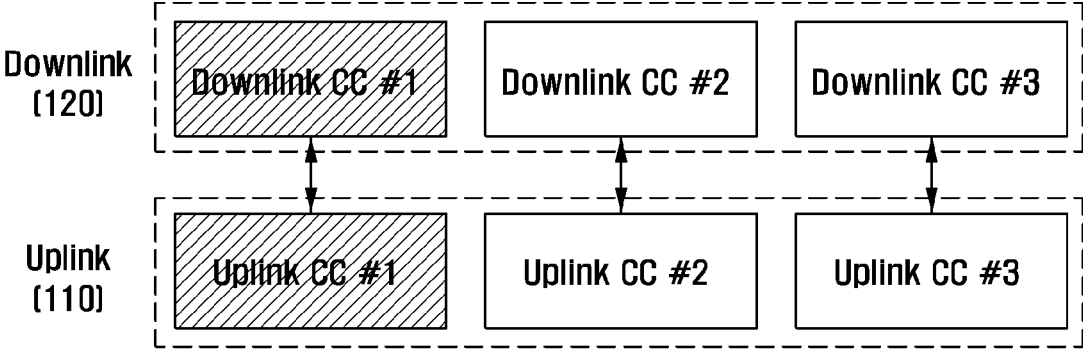 Downlink
(120)
Downlink CC #1
Downlink CC #2
Downlink CC #3
Uplink
(110)
Uplink CC #1
Uplink CC #2
Uplink CC #3